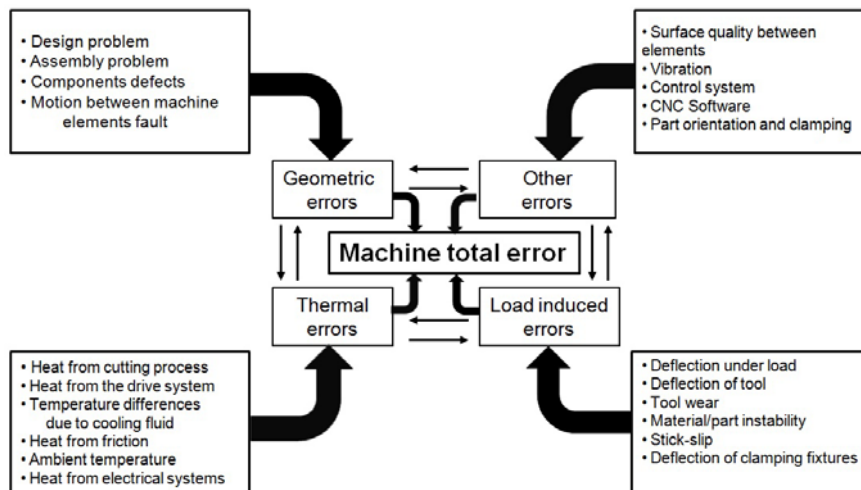 • Design problem
• Assembly problem
• Components defects
• Motion between machine
elements fault
• Surface quality between
elements
• Vibration
• Control system
• CNC Software
• Part orientation and clamping
Geometric
errors
Other
errors
Machine total error
Thermal
errors
Load induced
errors
• Heat from cutting process
• Heat from the drive system
• Temperature differences
due to cooling fluid
• Heat from friction
• Ambient temperature
• Heat from electrical systems
• Deflection under load
• Deflection of tool
• Tool wear
• Material/part instability
• Stick-slip
• Deflection of clamping fixtures